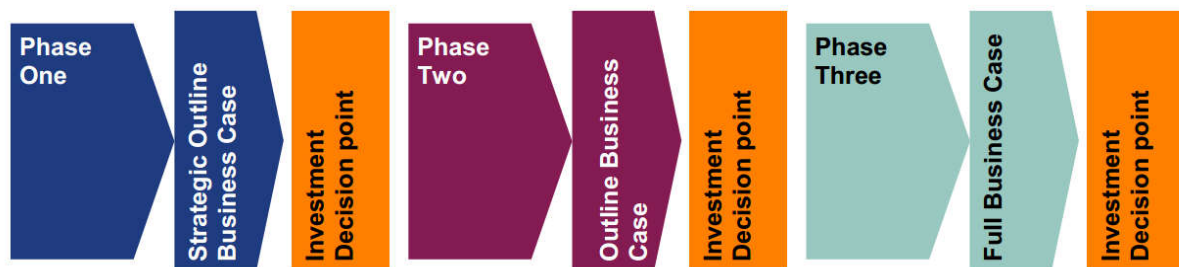 Phase
One
Strategic Outline
Business Case
Investment
Decision point
Phase
Two
Outline Business
Case
Investment
Decision point
Phase
Three
Full Business Case
Investment
Decision point